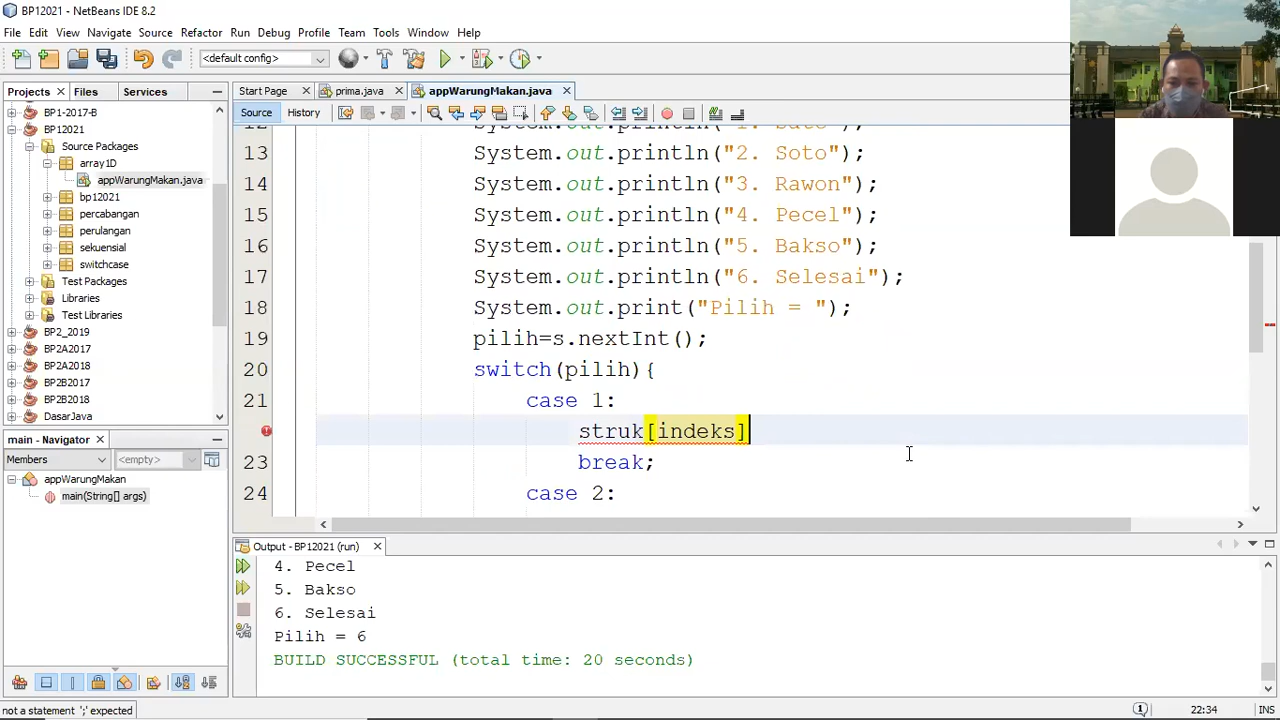 BP12021 - NetBeans IDE 8.2
File Edit View Navigate Source Refactor Run Debug Profile Team Tools Window Help
<default config>
Projects Files Services
BP1-2017-B
BP12021
Source Packages
array1D
appWarungMakan.java
bp12021
percabangan
perulangan
sekuensial
switchcase
Test Packages
Libraries
Test Libraries
BP2_2019
BP2A2017
BP2A2018
BP2B2017
BP2B2018
DasarJava
main - Navigator
Members <empty>
appWarungMakan
main(String[] args)
Start Page prima.java appWarungMakan.java
Source History
12 System.out.println("1. Sate");
13 System.out.println("2. Soto");
14 System.out.println("3. Rawon");
15 System.out.println("4. Pecel");
16 System.out.println("5. Bakso");
17 System.out.println("6. Selesai");
18 System.out.print("Pilih = ");
19 pilih=s.nextInt();
20 switch(pilih){
21 case 1:
struk[indeks]
23 break;
24 case 2:
Output - BP12021 (run)
4. Pecel
5. Bakso
6. Selesai
Pilih = 6
BUILD SUCCESSFUL (total time: 20 seconds)
not a statement ';' expected
1 22:34 INS